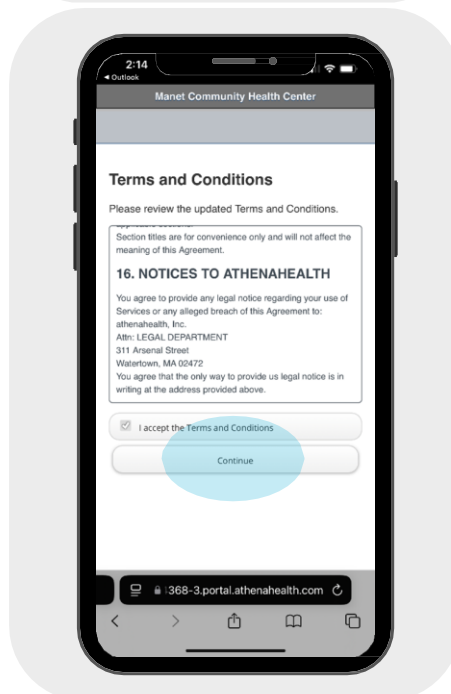 2:14
◀ Outlook
Manet Community Health Center
Terms and Conditions
Please review the updated Terms and Conditions.
Section titles are for convenience only and will not affect the
meaning of this Agreement.
16. NOTICES TO ATHENAHEALTH
You agree to provide any legal notice regarding your use of
Services or any alleged breach of this Agreement to:
athenahealth, Inc.
Attn: LEGAL DEPARTMENT
311 Arsenal Street
Watertown, MA 02472
You agree that the only way to provide us legal notice is in
writing at the address provided above.
I accept the Terms and Conditions
Continue
368-3.portal.athenahealth.com